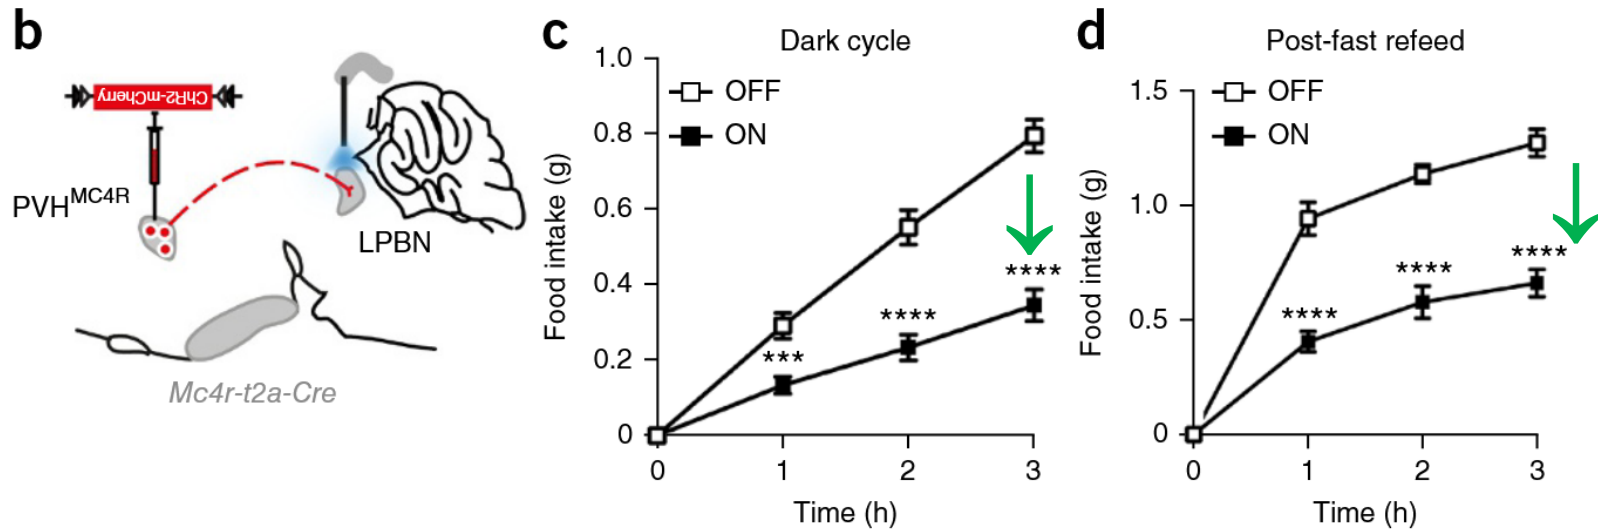 b
ChR2-mCherry
PVHMC4R
LPBN
Mc4r-t2a-Cre
c
Dark cycle
OFF
ON
Food intake (g)
1.0
0.8
0.6
0.4
0.2
0
***
****
****
0 1 2 3
Time (h)
d
Post-fast refeed
OFF
ON
Food intake (g)
1.5
1.0
0.5
0
****
****
****
0 1 2 3
Time (h)